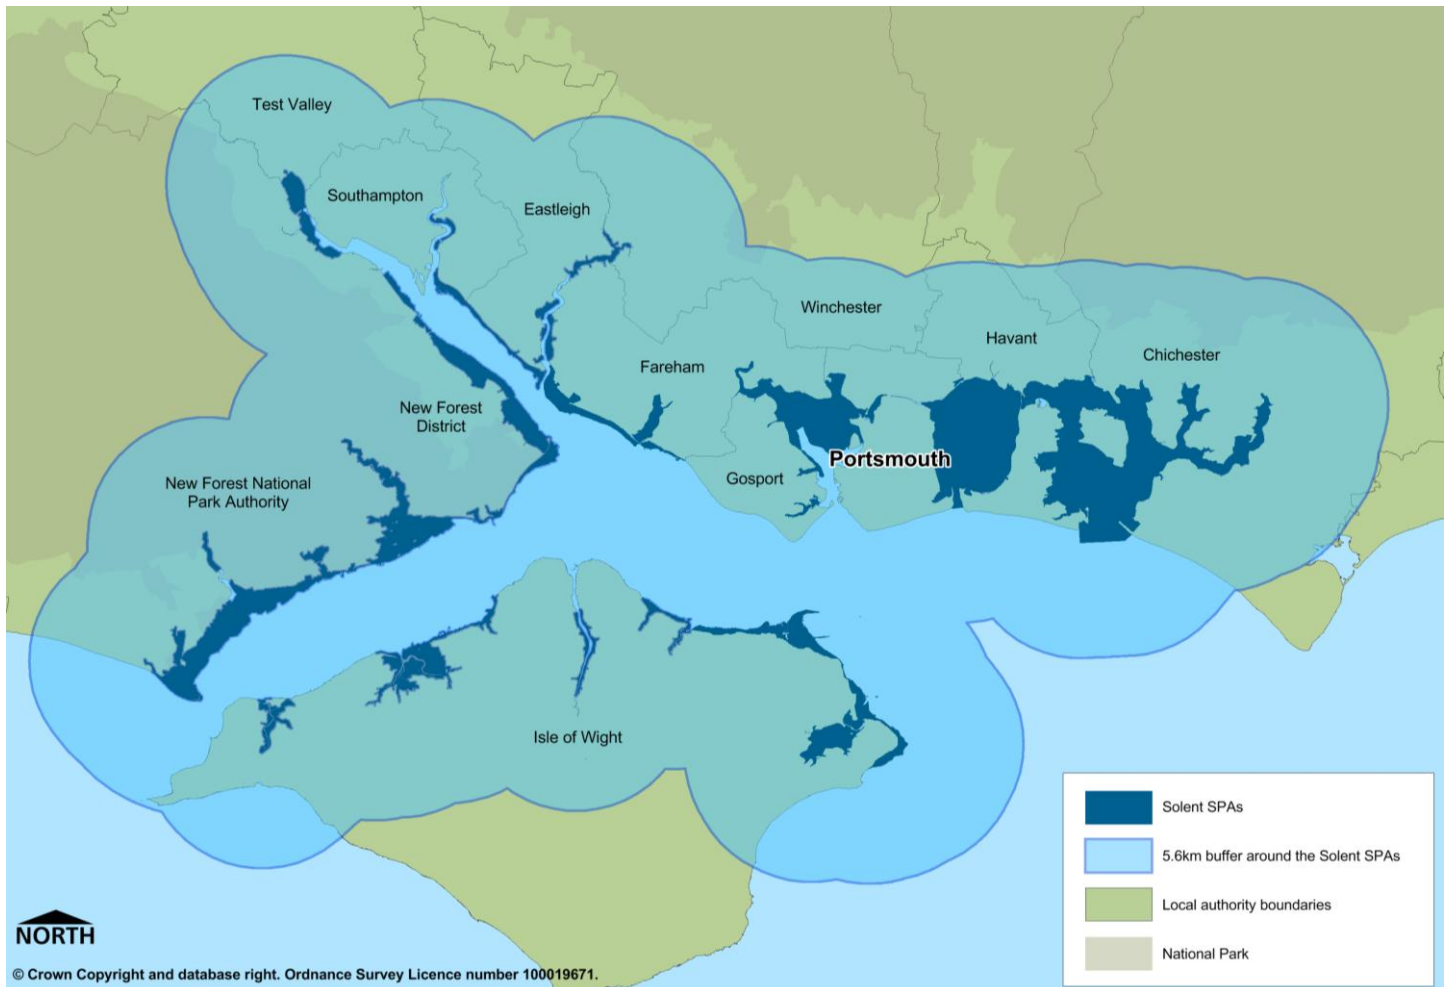 Test Valley
Southampton
Eastleigh
Winchester
Havant
Chichester
Fareham
New Forest
District
Portsmouth
Gosport
New Forest National
Park Authority
Isle of Wight
Solent SPAs
5.6km buffer around the Solent SPAs
Local authority boundaries
National Park
NORTH
© Crown Copyright and database right. Ordnance Survey Licence number 100019671.